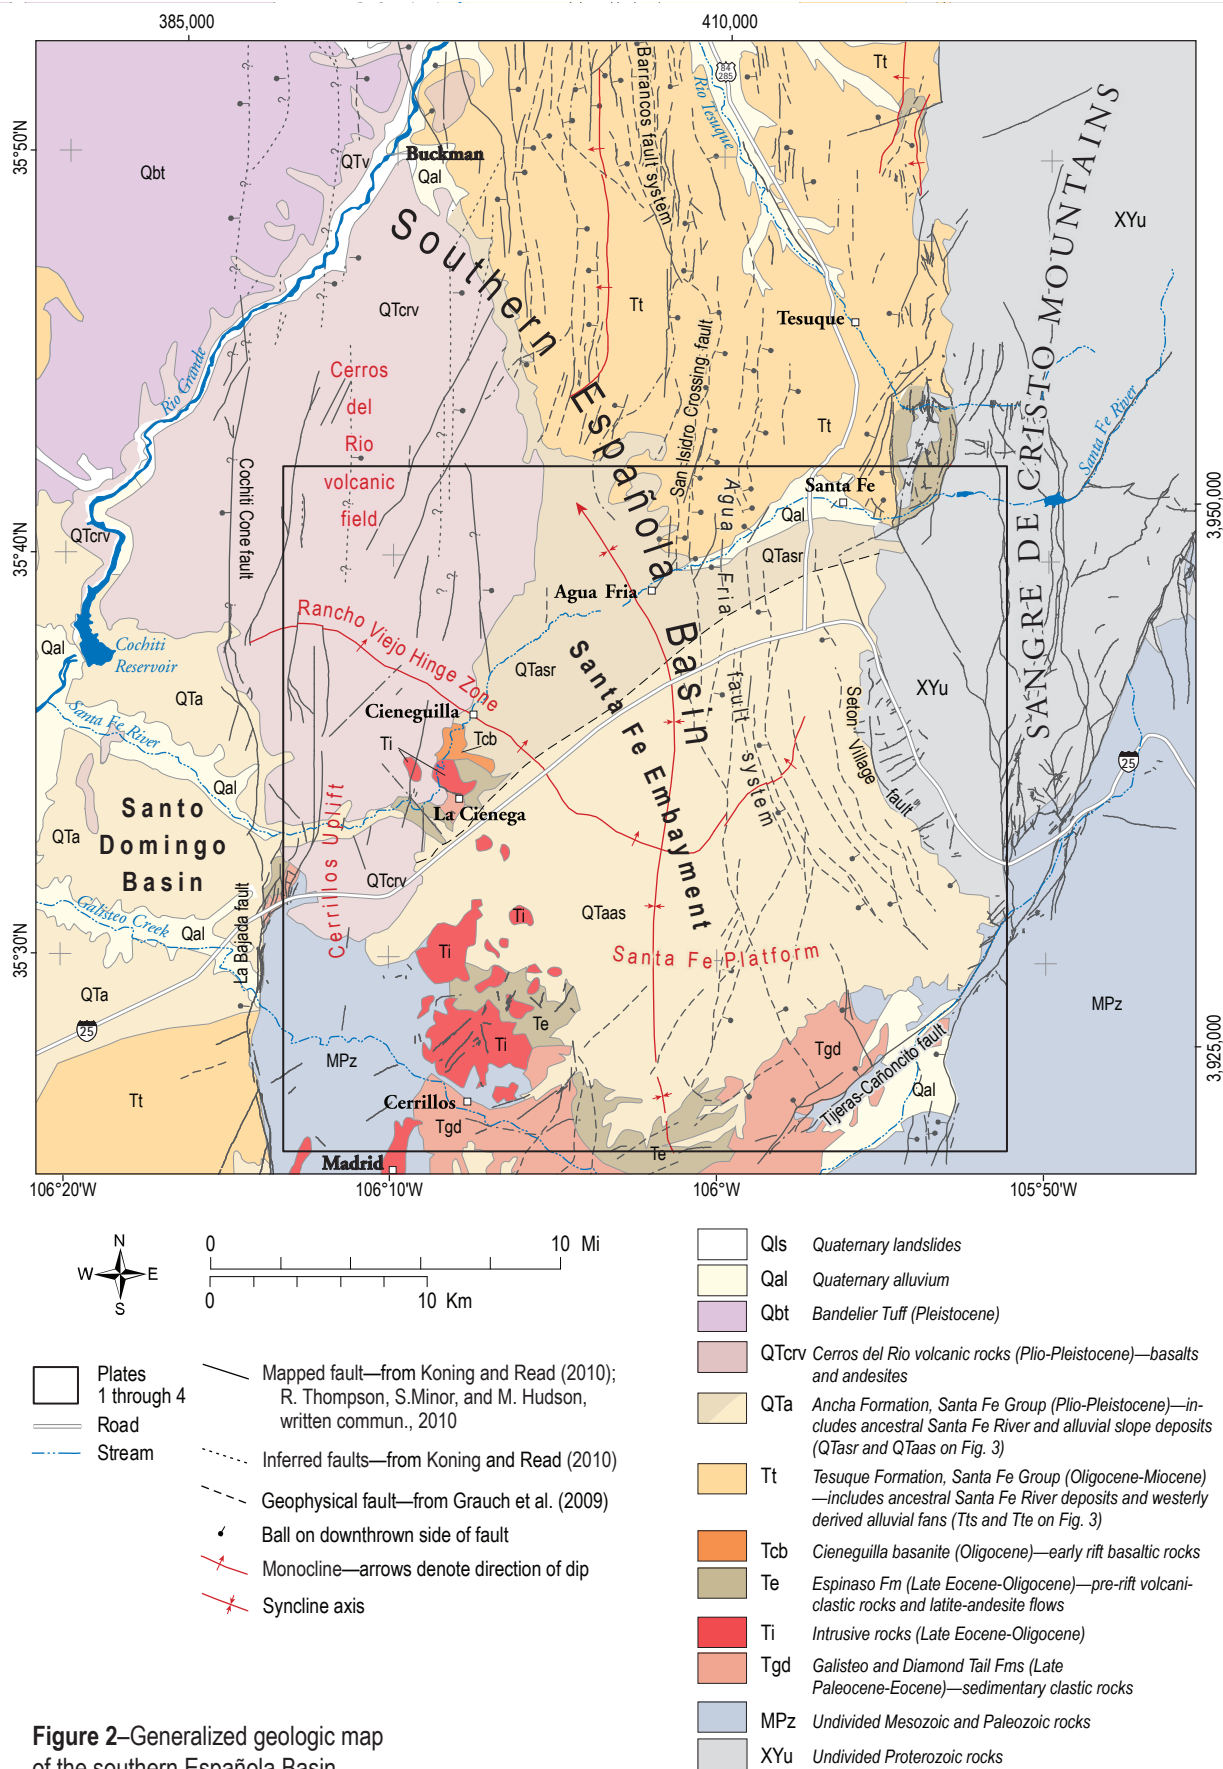 385,000
410,000
35°50'N
35°40'N
35°30'N
3,950,000
3,925,000
106°20'W
106°10'W
106°W
105°50'W
Tt
84
285
Barrancos fault system
Rio Tesuque
Qbt
QTv
Buckman
Qal
XYu
Southern
Española
Basin
SANGRE DE CRISTO MOUNTAINS
QTcrv
Tt
Tesuque
Rio Grande
Cerros
del
Rio
volcanic
field
San Isidro Crossing fault
Tt
Santa Fe River
Cochiti Cone fault
Santa Fe
Qal
QTcrv
Agua Fria fault system
QTasr
Agua Fria
Rancho Viejo Hinge Zone
Qal
Cochiti
Reservoir
QTasr
Santa Fe Embayment
QTa
XYu
Seton Village fault
Santa Fe River
Cieneguilla
Ti
Tcb
25
Qal
La Ciénega
Cerrillos Uplift
Santo
Domingo
Basin
QTa
QTcrv
La Bajada fault
Galisteo Creek
Qal
Ti
QTaas
Ti
Santa Fe Platform
QTa
MPz
25
Te
Ti
Tgd
MPz
Tijeras-Cañoncito fault
Qal
Tt
Cerrillos
Tgd
Te
Madrid
N
W E
S
0 10 Mi
0 10 Km
Plates
1 through 4
Road
Stream
Mapped fault—from Koning and Read (2010);
R. Thompson, S.Minor, and M. Hudson,
written commun., 2010
Inferred faults—from Koning and Read (2010)
Geophysical fault—from Grauch et al. (2009)
Ball on downthrown side of fault
Monocline—arrows denote direction of dip
Syncline axis
Qls Quaternary landslides
Qal Quaternary alluvium
Qbt Bandelier Tuff (Pleistocene)
QTcrv Cerros del Rio volcanic rocks (Plio-Pleistocene)—basalts
and andesites
QTa Ancha Formation, Santa Fe Group (Plio-Pleistocene)—in-
cludes ancestral Santa Fe River and alluvial slope deposits
(QTasr and QTaas on Fig. 3)
Tt Tesuque Formation, Santa Fe Group (Oligocene-Miocene)
—includes ancestral Santa Fe River deposits and westerly
derived alluvial fans (Tts and Tte on Fig. 3)
Tcb Cieneguilla basanite (Oligocene)—early rift basaltic rocks
Te Espinaso Fm (Late Eocene-Oligocene)—pre-rift volcani-
clastic rocks and latite-andesite flows
Ti Intrusive rocks (Late Eocene-Oligocene)
Tgd Galisteo and Diamond Tail Fms (Late
Paleocene-Eocene)—sedimentary clastic rocks
MPz Undivided Mesozoic and Paleozoic rocks
XYu Undivided Proterozoic rocks
Figure 2–Generalized geologic map
of the southern Española Basin